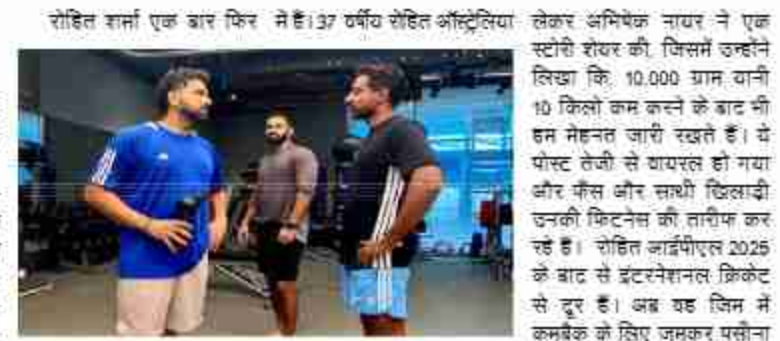 रोहित शर्मा एक बार फिर में हैं। 37 वर्षीय रोहित ऑस्ट्रेलिया
लेकर अभिषेक नायर ने एक
स्टोरी शेयर की, जिसमें उन्होंने
लिखा कि, 10,000 ग्राम यानी
10 किलो कम करने के बाद भी
हम मेहनत जारी रखते हैं। ये
पोस्ट तेजी से वायरल हो गया
और फैंस और साथी खिलाड़ी
उनकी फिटनेस की तारीफ कर
रहे हैं। रोहित आईपीएल 2025
के बाद से इंटरनेशनल क्रिकेट
से दूर हैं। अब वह जिम में
कमबैक के लिए जमकर पसीना